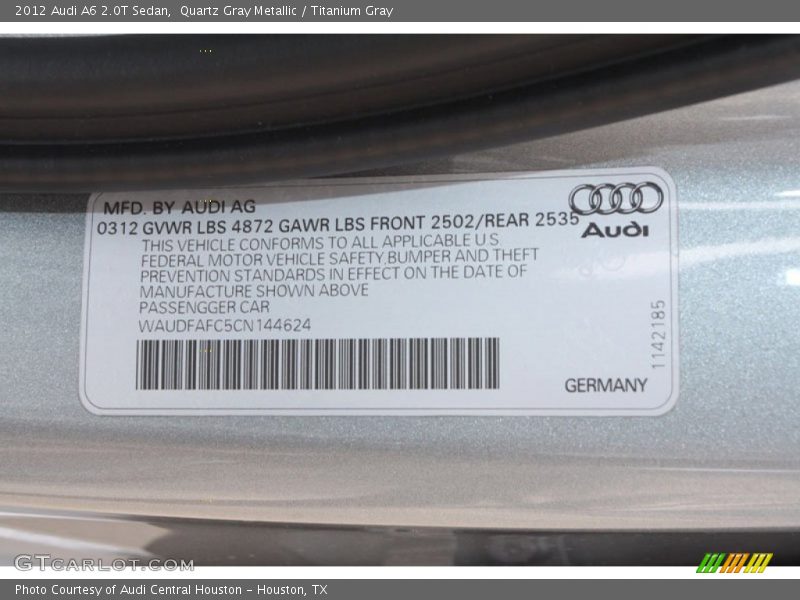 2012 Audi A6 2.0T Sedan,  Quartz Gray Metallic / Titanium Gray
MFD. BY AUDI AG
0312 GVWR LBS 4872 GAWR LBS FRONT 2502/REAR 2535
THIS VEHICLE CONFORMS TO ALL APPLICABLE U S
FEDERAL MOTOR VEHICLE SAFETY,BUMPER AND THEFT
PREVENTION STANDARDS IN EFFECT ON THE DATE OF
MANUFACTURE SHOWN ABOVE
PASSENGGER CAR
WAUDFAFC5CN144624
Audi
1142185
GERMANY
GTCARLOT.COM
Photo Courtesy of Audi Central Houston - Houston, TX